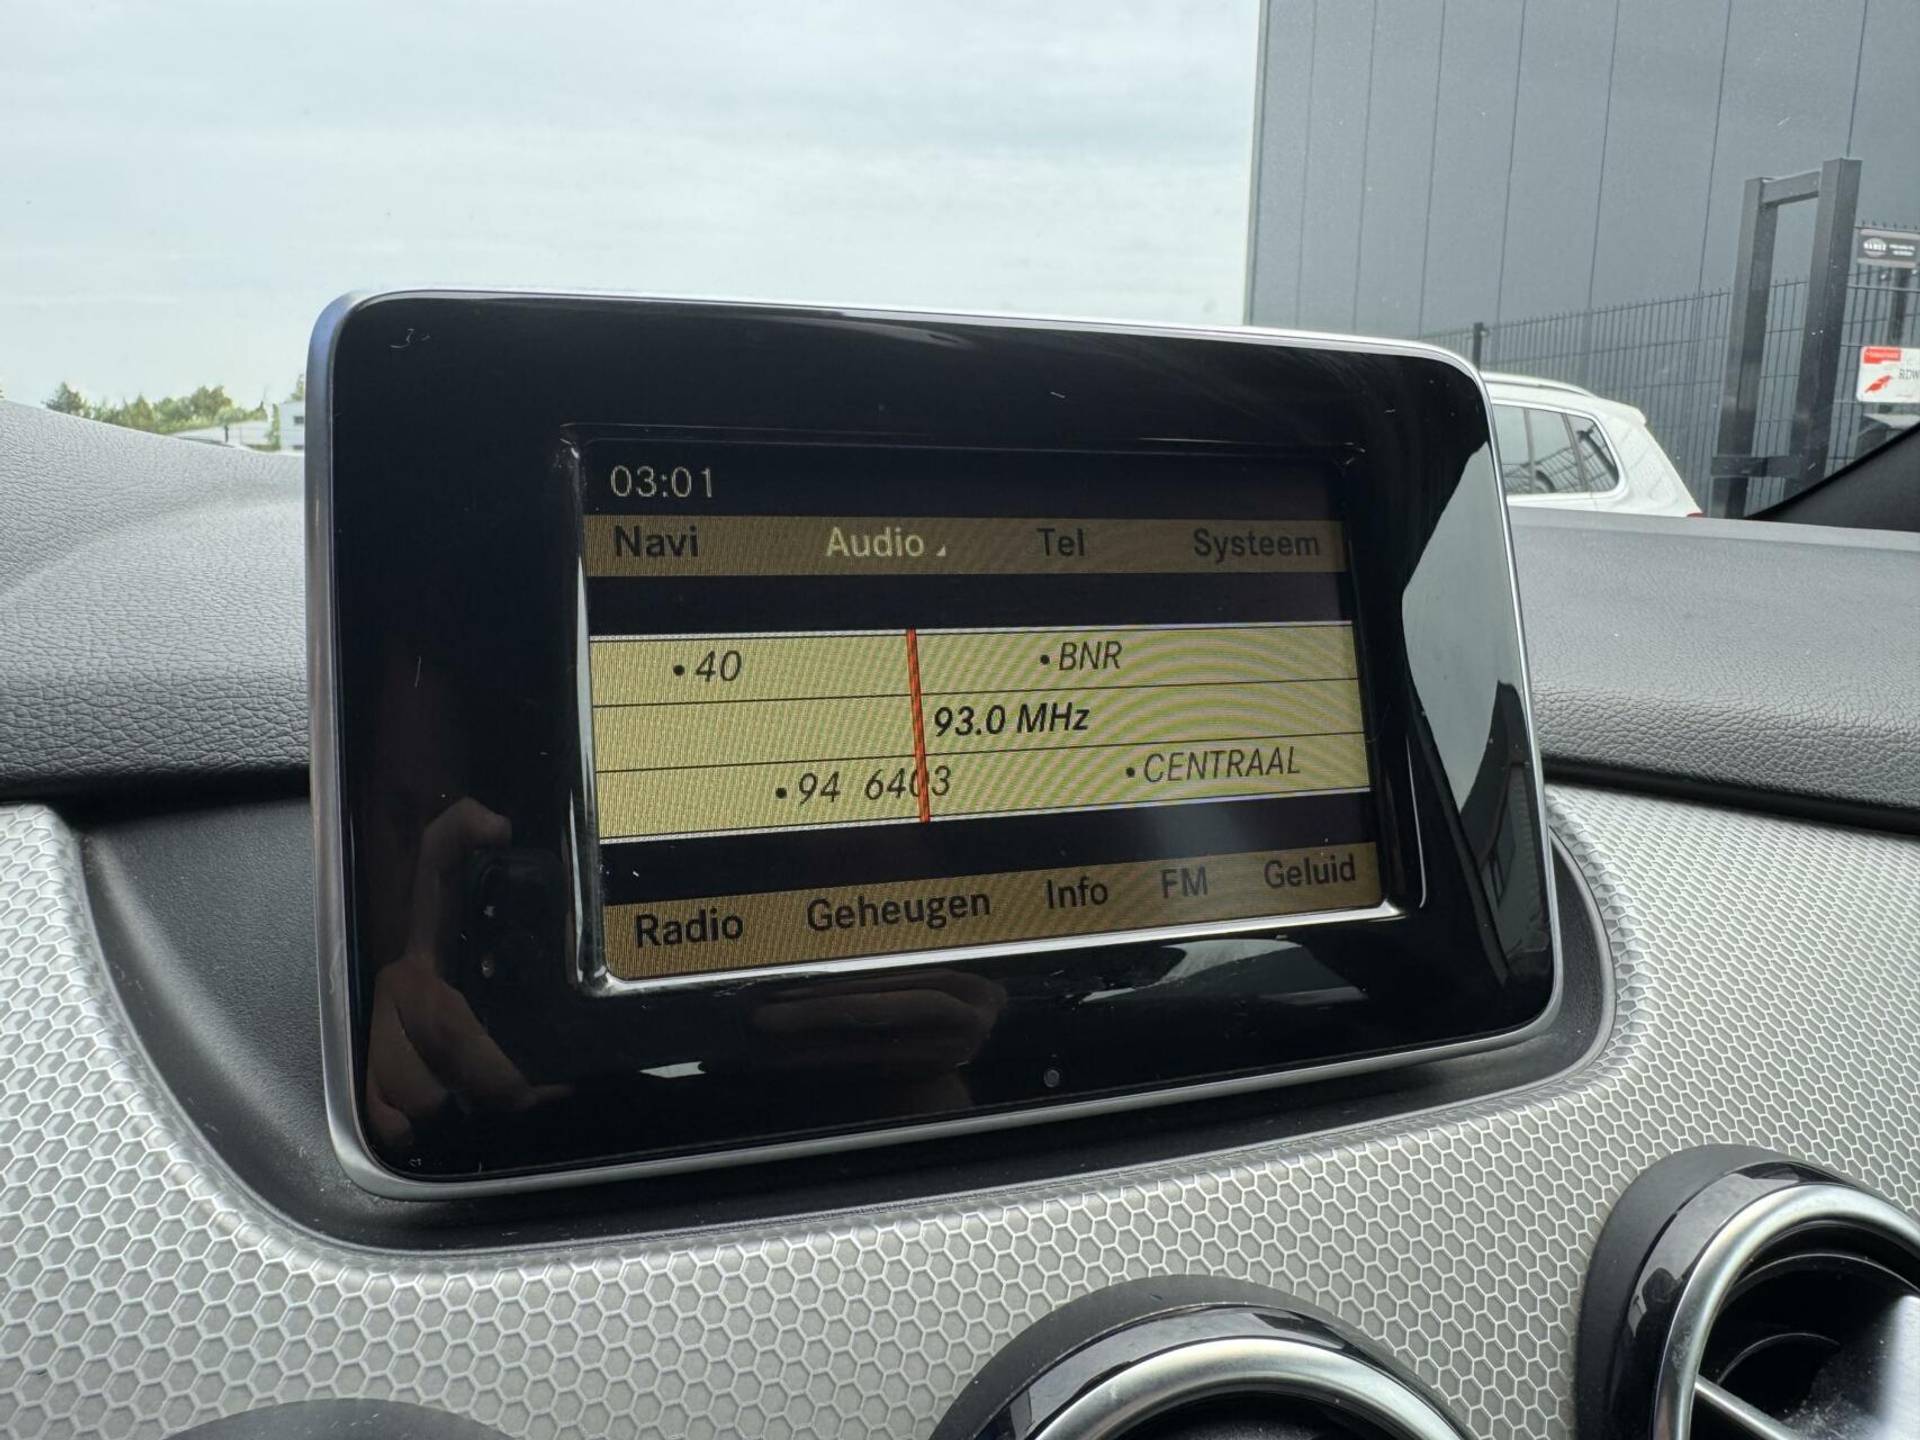 03:01
Navi Audio Tel Systeem
•40 •BNR
93.0 MHz
•94 6403 •CENTRAAL
Radio Geheugen Info FM Geluid
RDW